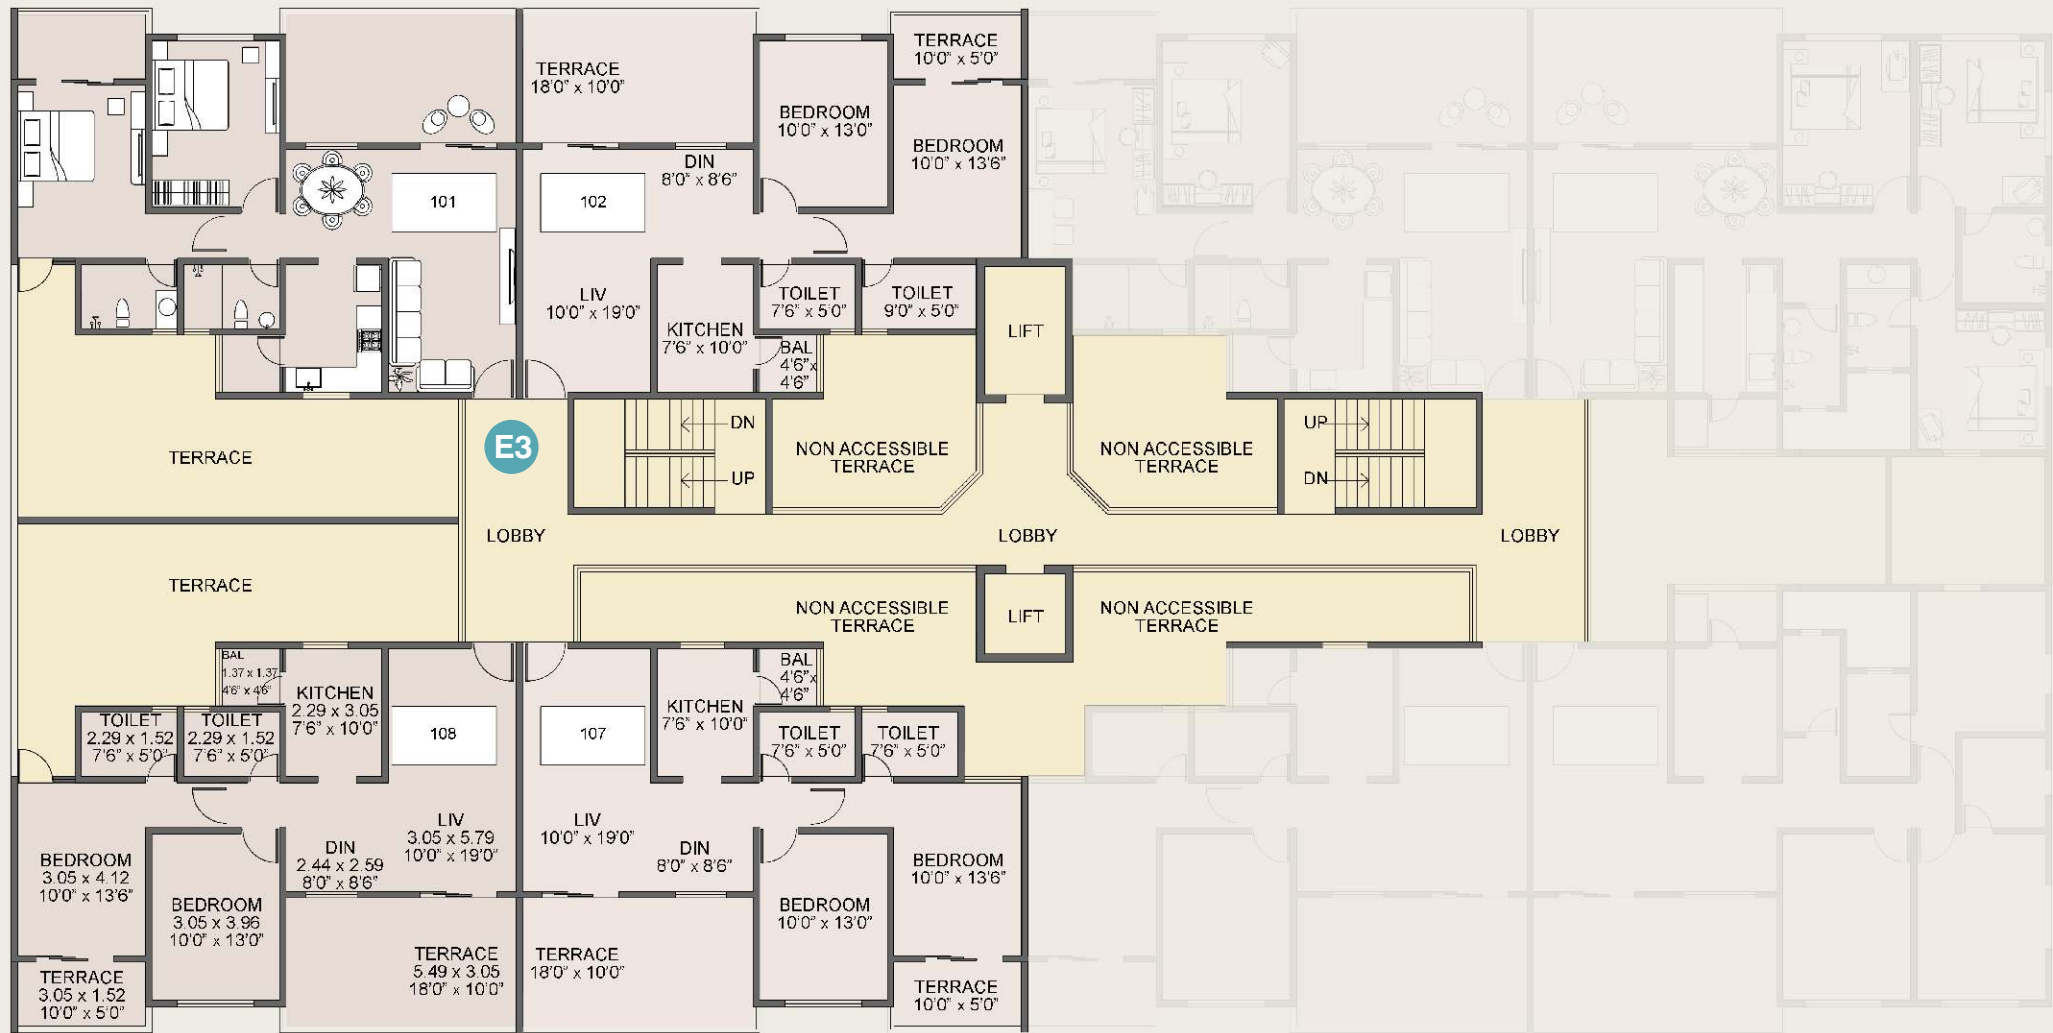 TERRACE
10'0" x 5'0"
TERRACE
18'0" x 10'0"
BEDROOM
10'0" x 13'0"
BEDROOM
10'0" x 13'6"
DIN
8'0" x 8'6"
101
102
LIV
10'0" x 19'0"
KITCHEN
7'6" x 10'0"
TOILET
7'6" x 5'0"
TOILET
9'0" x 5'0"
BAL
4'6"x
4'6"
LIFT
E3
DN
UP
UP
DN
TERRACE
NON ACCESSIBLE
TERRACE
NON ACCESSIBLE
TERRACE
LOBBY
LOBBY
LOBBY
TERRACE
NON ACCESSIBLE
TERRACE
LIFT
NON ACCESSIBLE
TERRACE
BAL
1.37 x 1.37
4'6" x 4'6"
KITCHEN
2.29 x 3.05
7'6" x 10'0"
TOILET
2.29 x 1.52
7'6" x 5'0"
TOILET
2.29 x 1.52
7'6" x 5'0"
108
107
KITCHEN
7'6" x 10'0"
BAL
4'6"x
4'6"
TOILET
7'6" x 5'0"
TOILET
7'6" x 5'0"
LIV
3.05 x 5.79
10'0" x 19'0"
DIN
2.44 x 2.59
8'0" x 8'6"
LIV
10'0" x 19'0"
DIN
8'0" x 8'6"
BEDROOM
3.05 x 4.12
10'0" x 13'6"
BEDROOM
3.05 x 3.96
10'0" x 13'0"
BEDROOM
10'0" x 13'0"
BEDROOM
10'0" x 13'6"
TERRACE
5.49 x 3.05
18'0" x 10'0"
TERRACE
18'0" x 10'0"
TERRACE
3.05 x 1.52
10'0" x 5'0"
TERRACE
10'0" x 5'0"